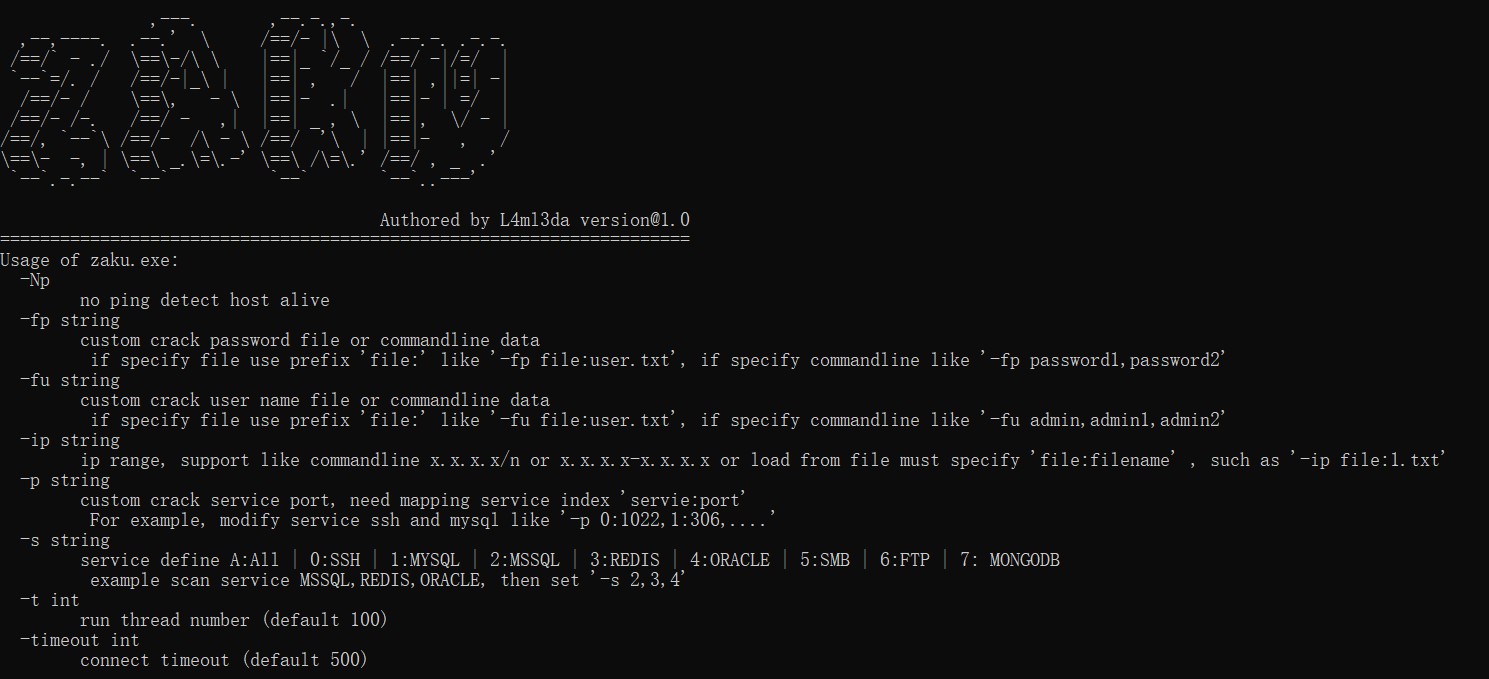 ZAKU
Authored by L4ml3da version@1.0
=====================================================================
Usage of zaku.exe:
-Np
no ping detect host alive
-fp string
custom crack password file or commandline data
if specify file use prefix 'file:' like '-fp file:user.txt', if specify commandline like '-fp password1,password2'
-fu string
custom crack user name file or commandline data
if specify file use prefix 'file:' like '-fu file:user.txt', if specify commandline like '-fu admin,admin1,admin2'
-ip string
ip range, support like commandline x.x.x.x/n or x.x.x.x-x.x.x.x or load from file must specify 'file:filename' , such as '-ip file:1.txt'
-p string
custom crack service port, need mapping service index 'servie:port'
For example, modify service ssh and mysql like '-p 0:1022,1:306,....'
-s string
service define A:All | 0:SSH | 1:MYSQL | 2:MSSQL | 3:REDIS | 4:ORACLE | 5:SMB | 6:FTP | 7: MONGODB
example scan service MSSQL,REDIS,ORACLE, then set '-s 2,3,4'
-t int
run thread number (default 100)
-timeout int
connect timeout (default 500)